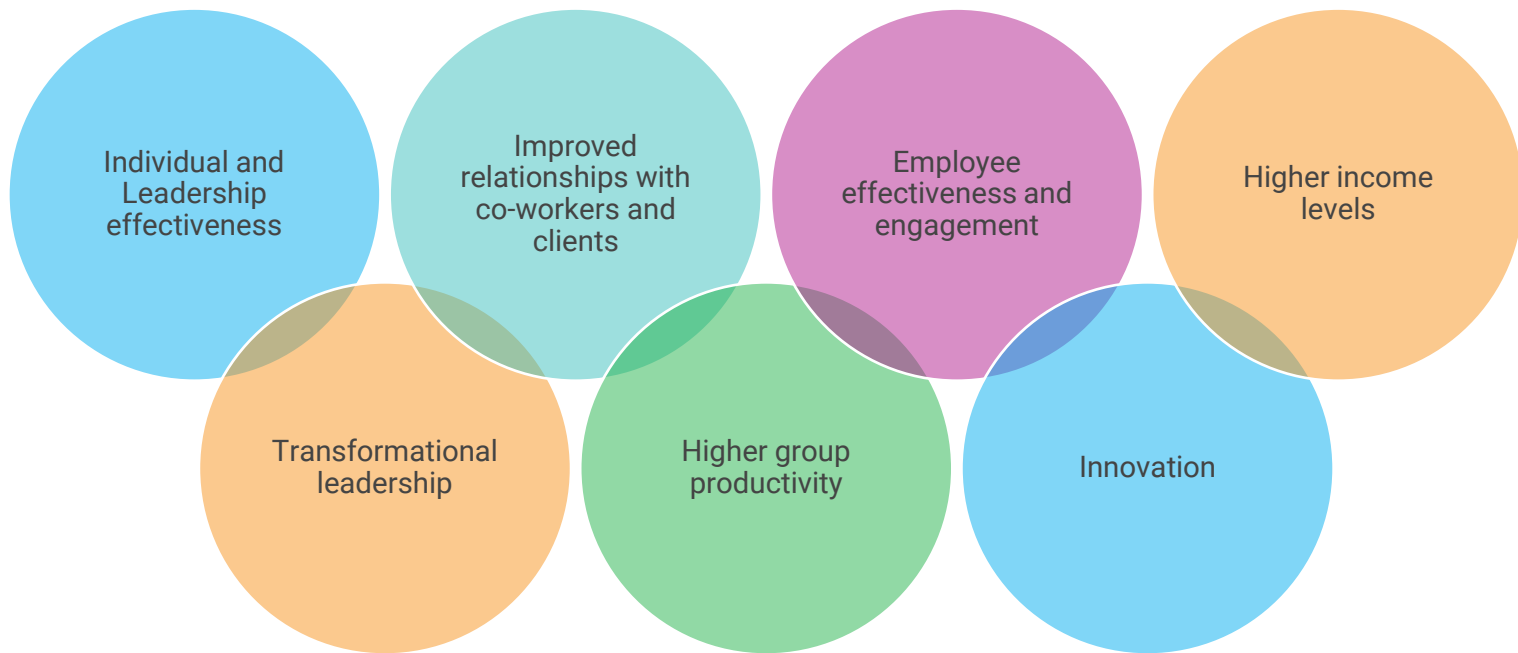 Individual and
Leadership
effectiveness
Improved
relationships with
co-workers and
clients
Employee
effectiveness and
engagement
Higher income
levels
Transformational
leadership
Higher group
productivity
Innovation